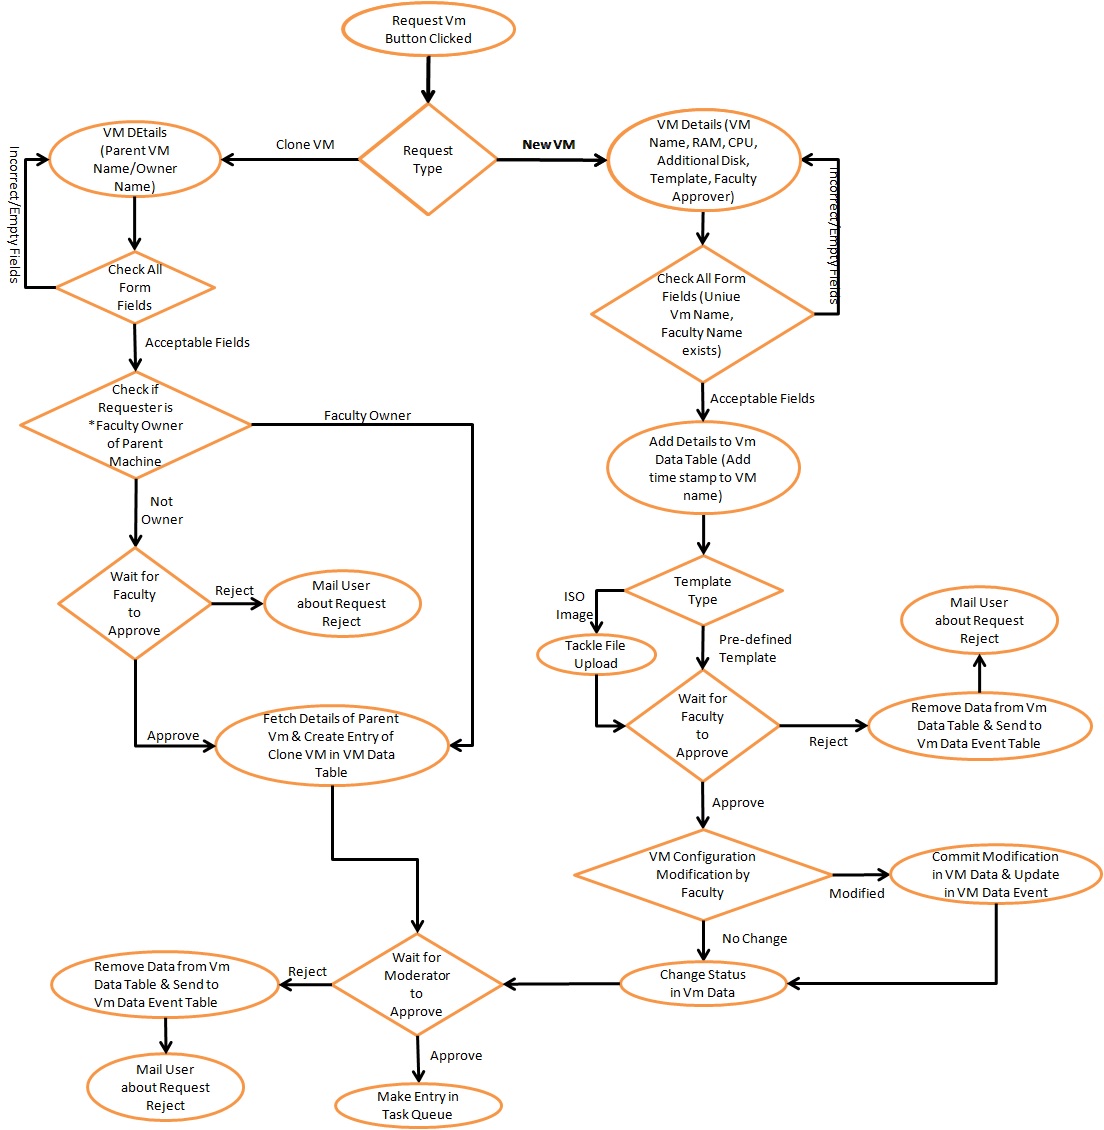 Request Vm
Button Clicked
Request
Type
Clone VM
New VM
VM DEtails
(Parent VM
Name/Owner
Name)
Incorrect/Empty Fields
Check All
Form
Fields
Acceptable Fields
Check if
Requester is
*Faculty Owner
of Parent
Machine
Faculty Owner
Not
Owner
Wait for
Faculty
to
Approve
Reject
Mail User
about Request
Reject
Approve
Fetch Details of Parent
Vm & Create Entry of
Clone VM in VM Data
Table
VM Details (VM
Name, RAM, CPU,
Additional Disk,
Template, Faculty
Approver)
Incorrect/Empty Fields
Check All Form
Fields (Uniue
Vm Name,
Faculty Name
exists)
Acceptable Fields
Add Details to Vm
Data Table (Add
time stamp to VM
name)
Template
Type
ISO
Image
Tackle File
Upload
Pre-defined
Template
Wait for
Faculty
to
Approve
Reject
Remove Data from Vm
Data Table & Send to
Vm Data Event Table
Mail User
about Request
Reject
Approve
VM Configuration
Modification by
Faculty
Modified
Commit Modification
in VM Data & Update
in VM Data Event
No Change
Change Status
in Vm Data
Wait for
Moderator
to
Approve
Reject
Remove Data from Vm
Data Table & Send to
Vm Data Event Table
Mail User
about Request
Reject
Approve
Make Entry in
Task Queue